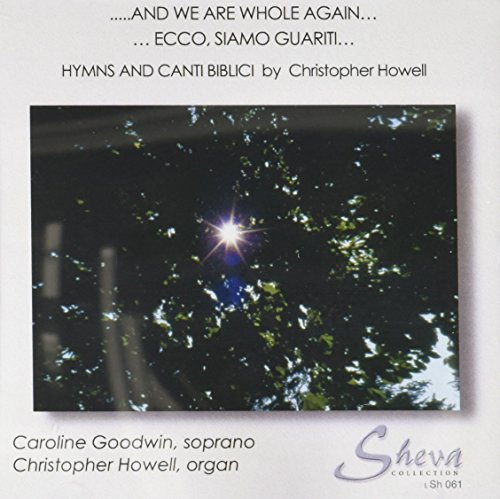 .....AND WE ARE WHOLE AGAIN...
... ECCO, SIAMO GUARITI...
HYMNS AND CANTI BIBLICI by Christopher Howell
Caroline Goodwin, soprano
Christopher Howell, organ
Sheva
COLLECTION
LSh 061